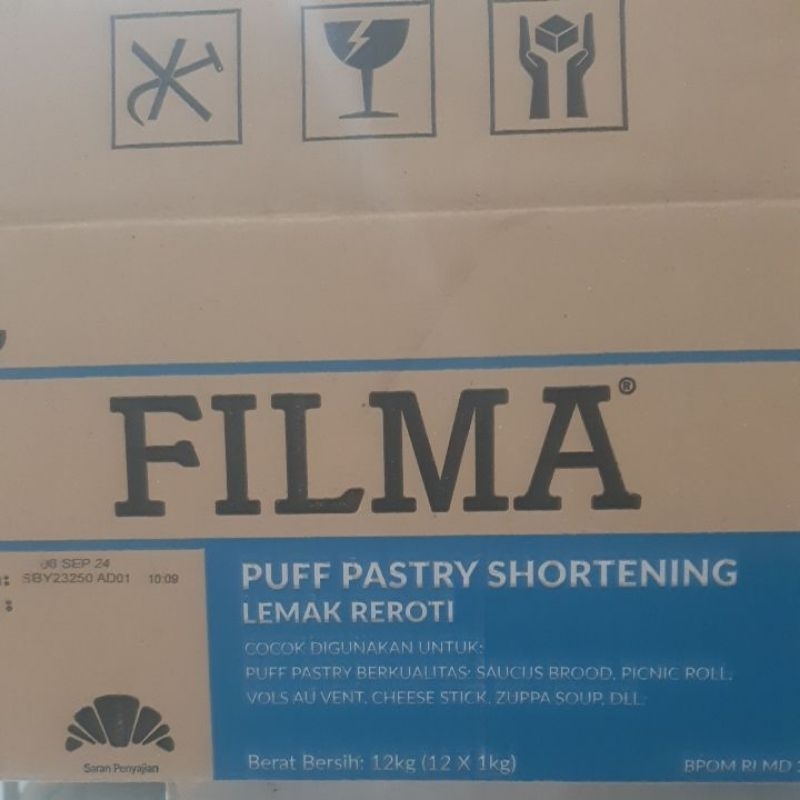 FILMA®
06 SEP 24
SBY23250 AD01 10:09
Saran Penyajian
PUFF PASTRY SHORTENING
LEMAK REROTI
COCOK DIGUNAKAN UNTUK:
PUFF PASTRY BERKUALITAS: SAUCUS BROOD, PICNIC ROLL,
VOLS AU VENT, CHEESE STICK, ZUPPA SOUP, DLL.
Berat Bersih: 12kg (12 X 1kg)
BPOM RI MD